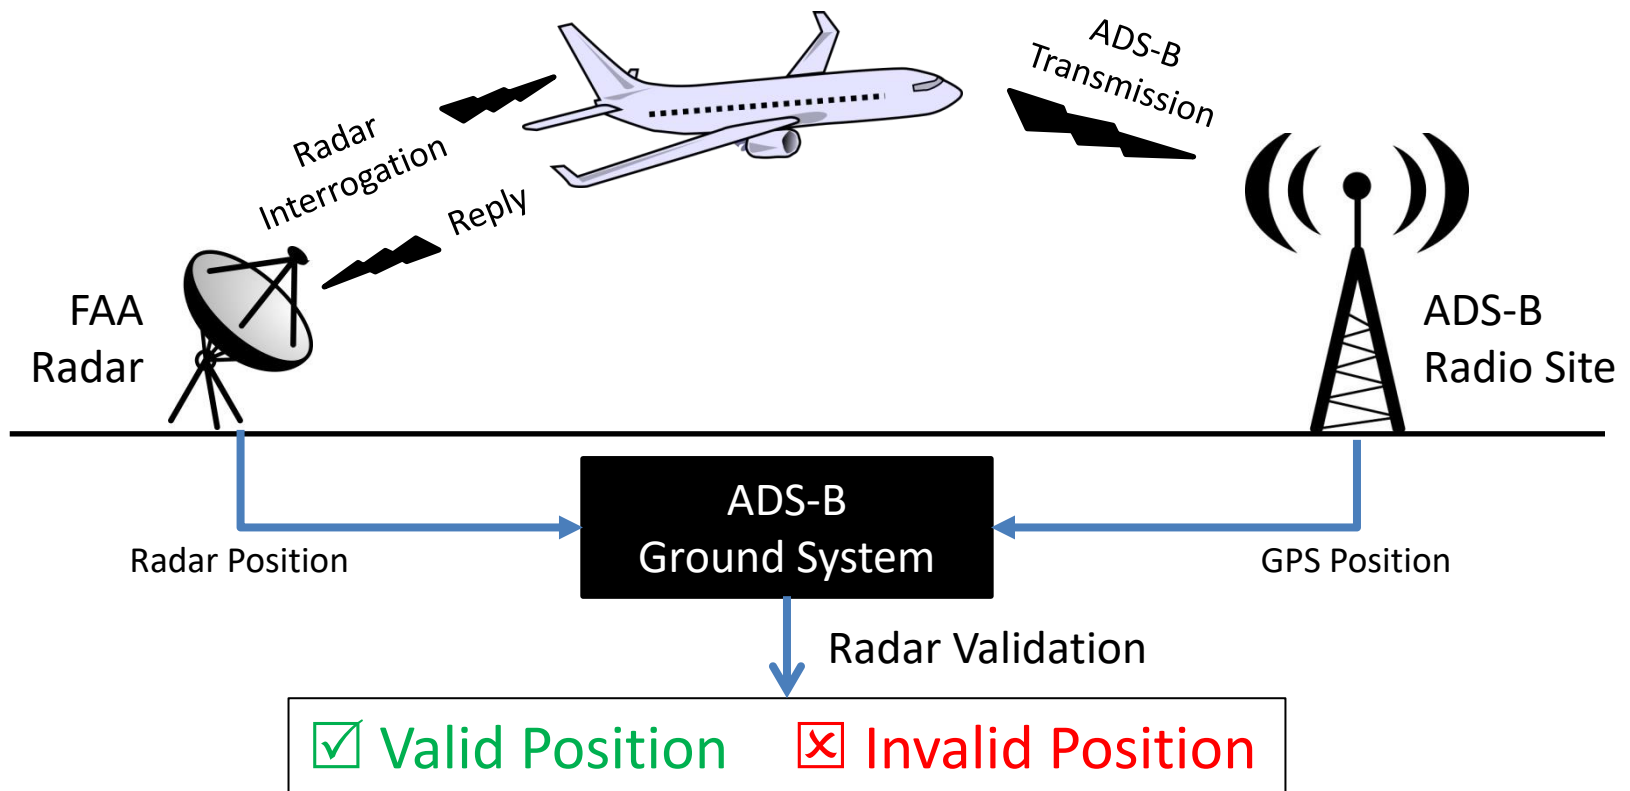 ADS-B
Transmission
Radar
Interrogation
Reply
FAA
Radar
ADS-B
Radio Site
ADS-B
Ground System
Radar Position
GPS Position
Radar Validation
Valid Position
Invalid Position